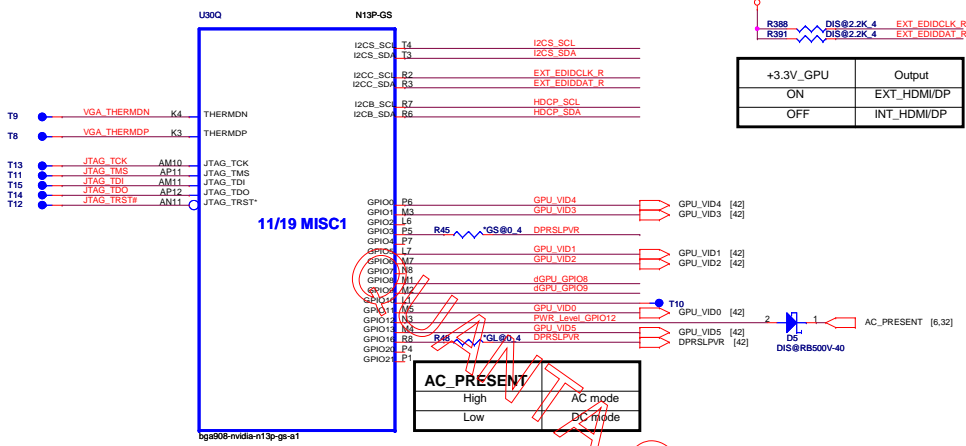 U30Q N13P-GS
R388 DIS@2.2K_4 EXT_EDIDCLK_R
R391 DIS@2.2K_4 EXT_EDIDDAT_R
+3.3V_GPU Output
ON EXT_HDMI/DP
OFF INT_HDMI/DP
I2CS_SCL T4 I2CS_SCL
I2CS_SDA T3 I2CS_SDA
I2CC_SCL R2 EXT_EDIDCLK_R
I2CC_SDA R3 EXT_EDIDDAT_R
I2CB_SCL R7 HDCP_SCL
I2CB_SDA R6 HDCP_SDA
T9 VGA_THERMDN K4 THERMDN
T8 VGA_THERMDP K3 THERMDP
T13 JTAG_TCK AM10 JTAG_TCK
T11 JTAG_TMS AP11 JTAG_TMS
T15 JTAG_TDI AM11 JTAG_TDI
T14 JTAG_TDO AP12 JTAG_TDO
T12 JTAG_TRST# AN11 JTAG_TRST*
11/19 MISC1
GPIO0 P6 GPU_VID4 GPU_VID4 [42]
GPIO1 M3 GPU_VID3 GPU_VID3 [42]
GPIO2 L6
GPIO3 P5 R45 *GS@0_4 DPRSLPVR
GPIO4 P7
GPIO5 L7 GPU_VID1 GPU_VID1 [42]
GPIO6 M7 GPU_VID2 GPU_VID2 [42]
GPIO7 N8
GPIO8 M1 dGPU_GPIO8
GPIO9 M2 dGPU_GPIO9
GPIO10 L1 T10
GPIO11 M5 GPU_VID0 GPU_VID0 [42]
GPIO12 N3 PWR_Level_GPIO12 2 1 AC_PRESENT [6,32]
D5
DIS@RB500V-40
GPIO13 M4 GPU_VID5 GPU_VID5 [42]
GPIO16 R8 R48 *GL@0_4 DPRSLPVR DPRSLPVR [42]
GPIO20 P4
GPIO21 P1
AC_PRESENT
High AC mode
Low DC mode
bga908-nvidia-n13p-gs-a1
QUANTA